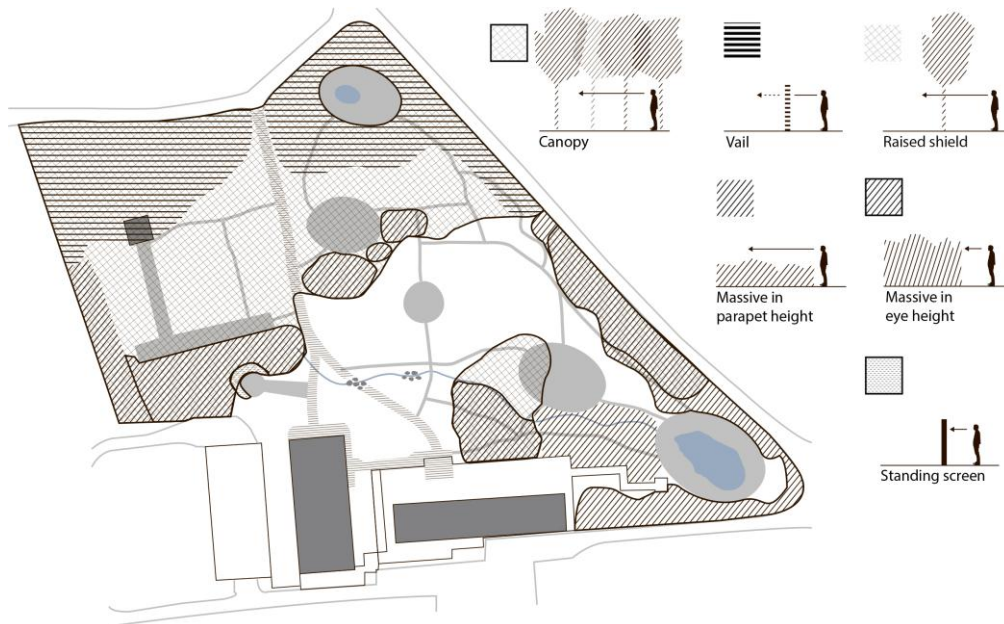 Canopy
Vail
Raised shield
Massive in
parapet height
Massive in
eye height
Standing screen